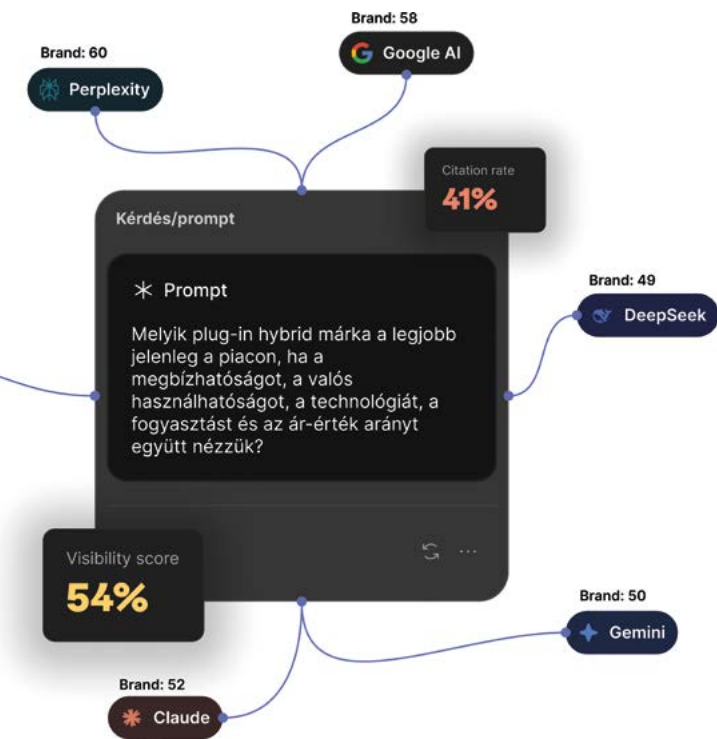 Brand: 58
Google AI
Brand: 60
Perplexity
Citation rate
41%
Kérdés/prompt
Prompt
Melyik plug-in hybrid márka a legjobb
jelenleg a piacon, ha a
megbízhatóságot, a valós
használhatóságot, a technológiát, a
fogyasztást és az ár-érték arányt
együtt nézzük?
Brand: 49
DeepSeek
Visibility score
54%
Brand: 50
Gemini
Brand: 52
Claude